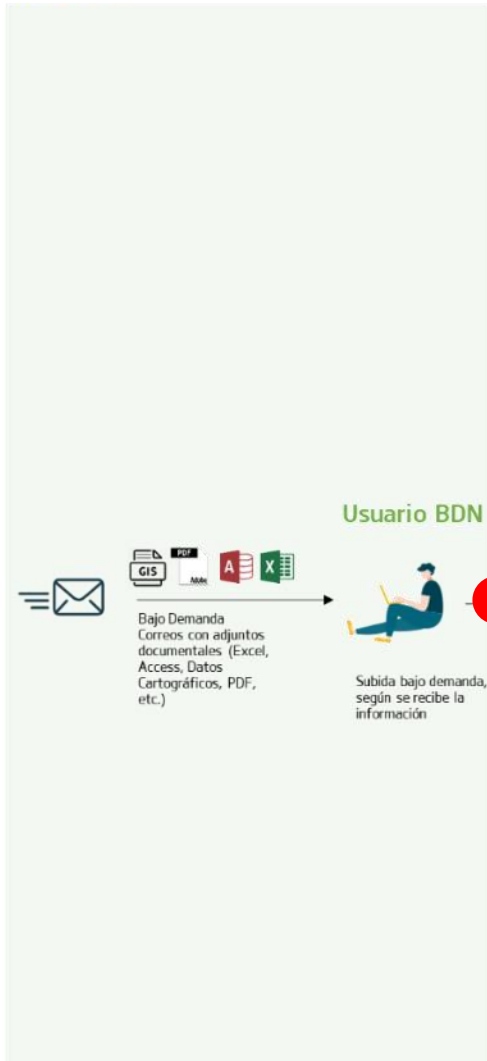 Usuario BDN
GIS
PDF
Adobe
A
X
Bajo Demanda
Correos con adjuntos
documentales (Excel,
Access, Datos
Cartográficos, PDF,
etc.)
Subida bajo demanda,
según se recibe la
información